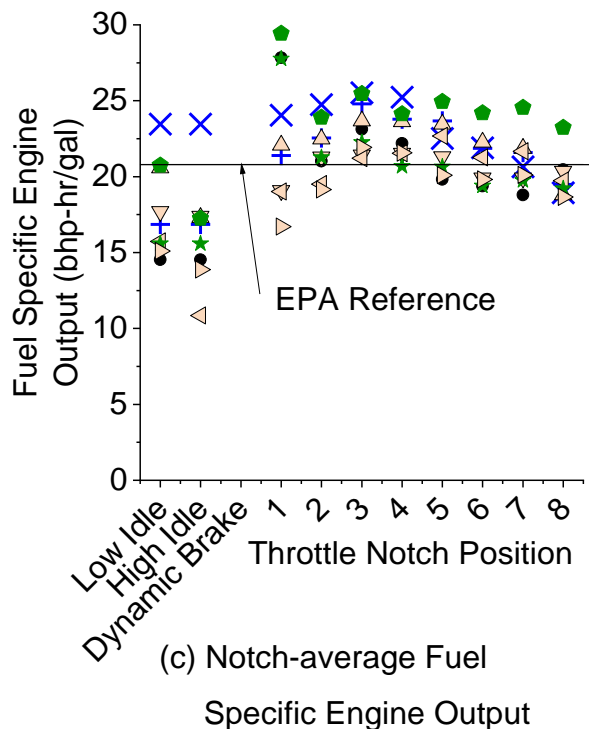 Fuel Specific Engine
Output (bhp-hr/gal)
30
25
20
15
10
5
0
EPA Reference
Low Idle
High Idle
Dynamic Brake
1
2
3
4
5
6
7
8
Throttle Notch Position
(c) Notch-average Fuel
Specific Engine Output